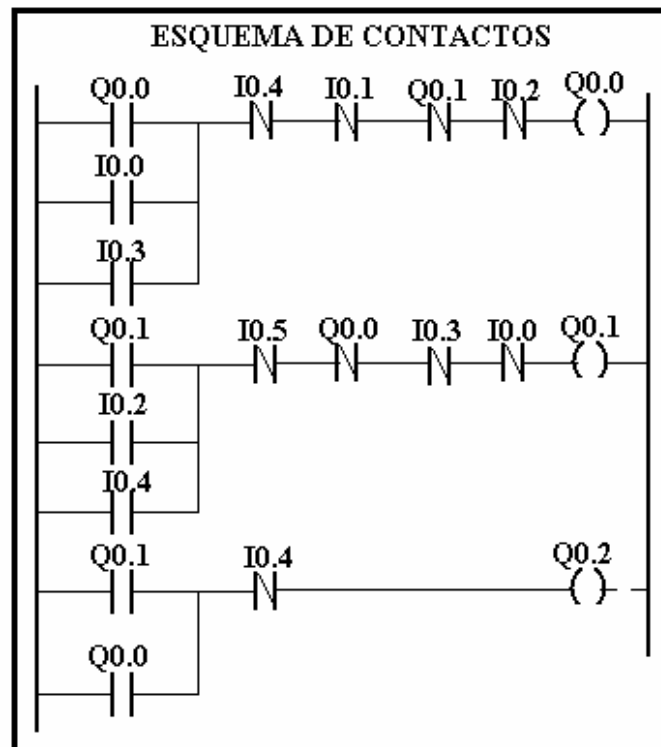 ESQUEMA DE CONTACTOS
Q0.0 I0.4 I0.1 Q0.1 I0.2 Q0.0
I0.0
I0.3
Q0.1 I0.5 Q0.0 I0.3 I0.0 Q0.1
I0.2
I0.4
Q0.1 I0.4 Q0.2
Q0.0